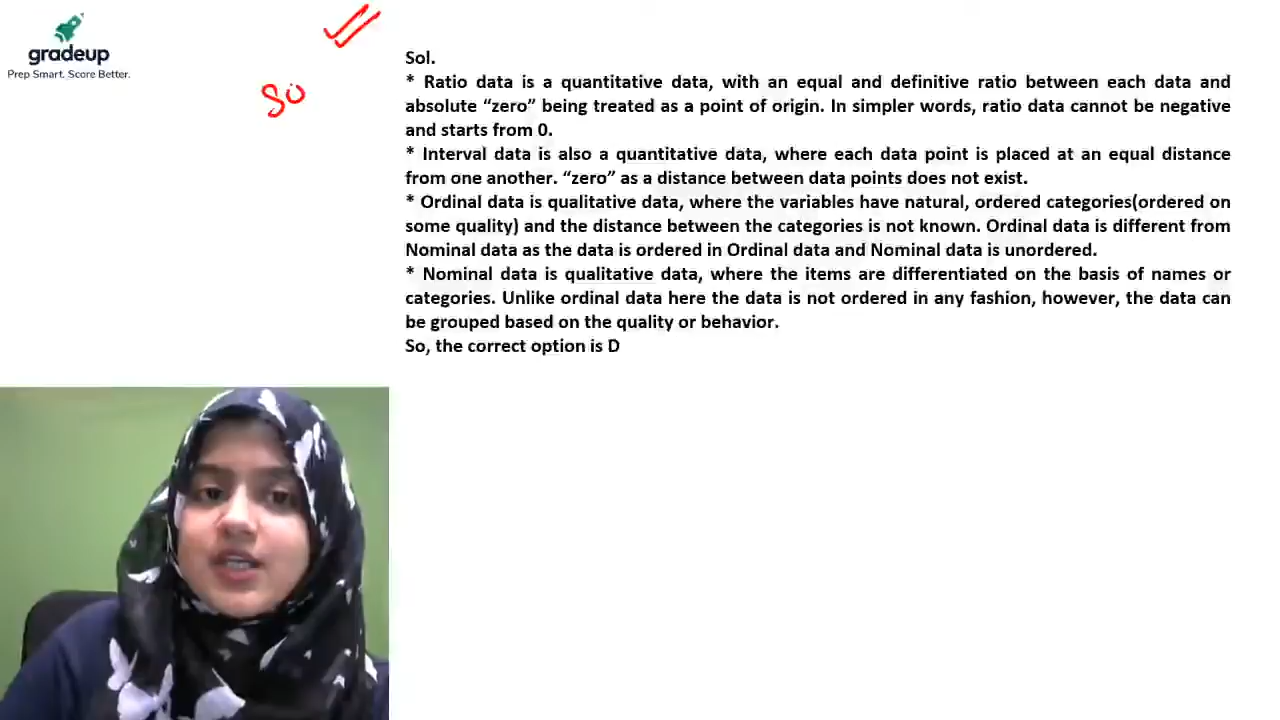 gradeup
Prep Smart. Score Better.
So
Sol.
* Ratio data is a quantitative data, with an equal and definitive ratio between each data and
absolute “zero” being treated as a point of origin. In simpler words, ratio data cannot be negative
and starts from 0.
* Interval data is also a quantitative data, where each data point is placed at an equal distance
from one another. “zero” as a distance between data points does not exist.
* Ordinal data is qualitative data, where the variables have natural, ordered categories(ordered on
some quality) and the distance between the categories is not known. Ordinal data is different from
Nominal data as the data is ordered in Ordinal data and Nominal data is unordered.
* Nominal data is qualitative data, where the items are differentiated on the basis of names or
categories. Unlike ordinal data here the data is not ordered in any fashion, however, the data can
be grouped based on the quality or behavior.
So, the correct option is D